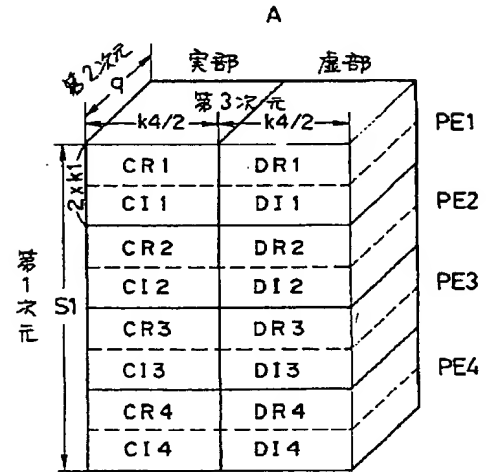 A
実部 虚部
第2次元
q
第3次元
k4/2 k4/2
PE1
CR1 DR1
2×k1
CI1 DI1
PE2
CR2 DR2
CI2 DI2
第1次元
S1
PE3
CR3 DR3
CI3 DI3
PE4
CR4 DR4
CI4 DI4